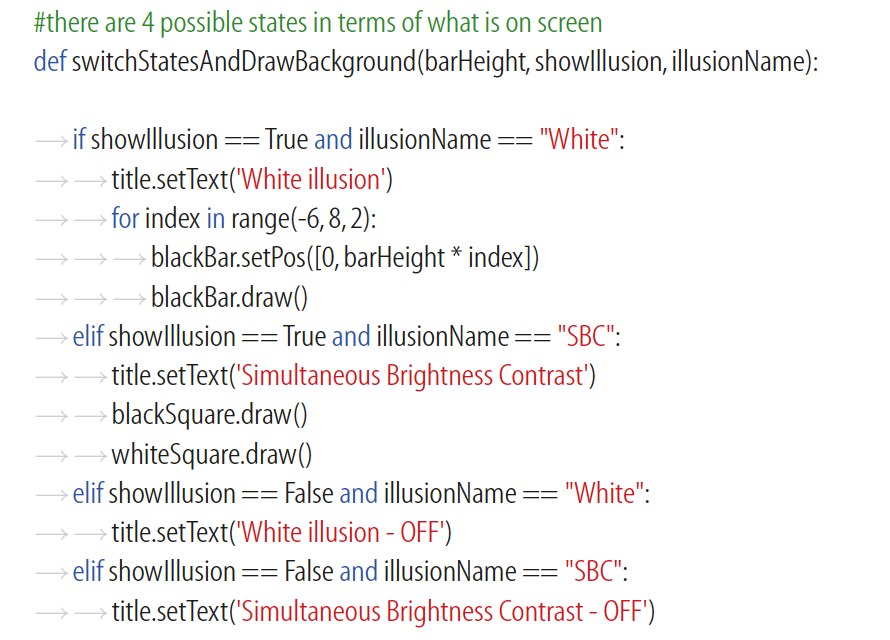 #there are 4 possible states in terms of what is on screen
def switchStatesAndDrawBackground(barHeight, showIllusion, illusionName):
→ if showIllusion == True and illusionName == "White":
→ → title.setText('White illusion')
→ → for index in range(-6, 8, 2):
→ → → blackBar.setPos([0, barHeight * index])
→ → → blackBar.draw()
→ elif showIllusion == True and illusionName == "SBC":
→ → title.setText('Simultaneous Brightness Contrast')
→ → blackSquare.draw()
→ → whiteSquare.draw()
→ elif showIllusion == False and illusionName == "White":
→ → title.setText('White illusion - OFF')
→ elif showIllusion == False and illusionName == "SBC":
→ → title.setText('Simultaneous Brightness Contrast - OFF')